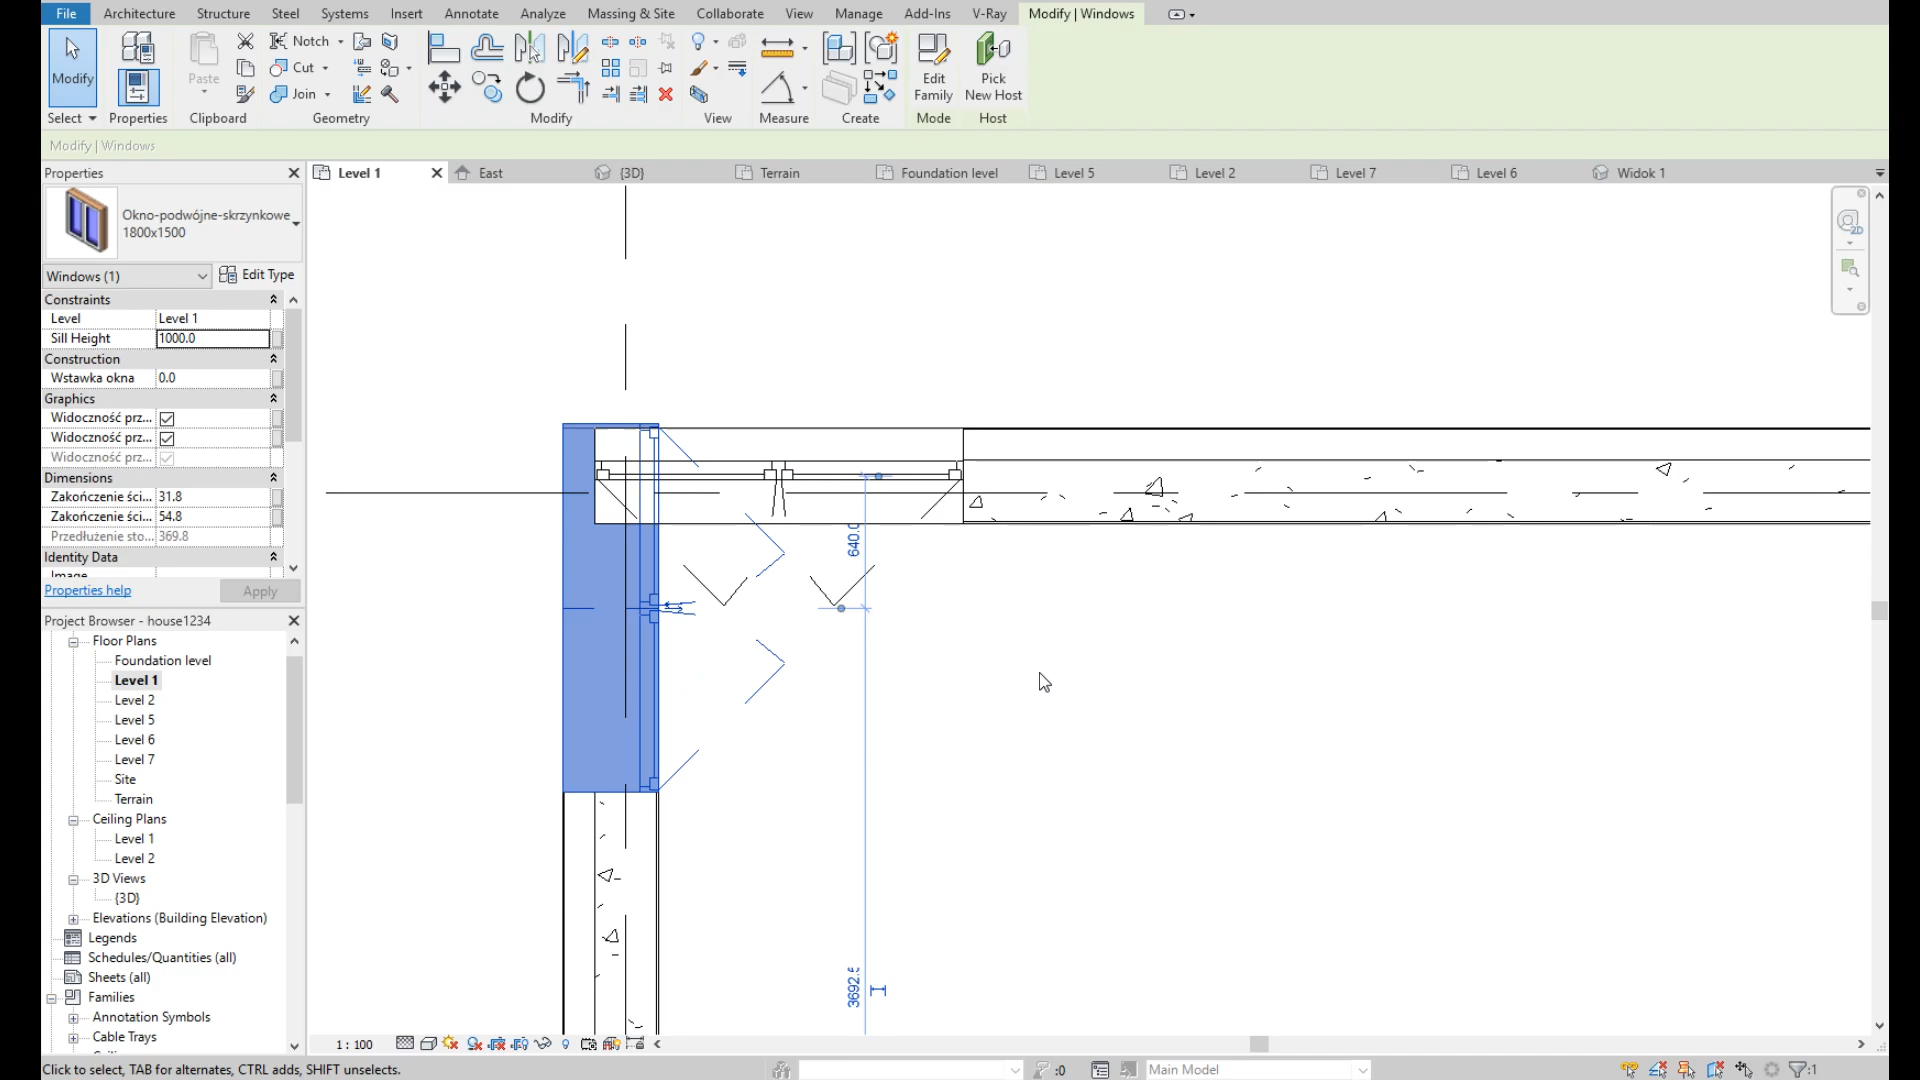 File Architecture Structure Steel Systems Insert Annotate Analyze Massing & Site Collaborate View Manage Add-Ins V-Ray Modify | Windows
Modify
Paste
Notch
Cut
Join
Edit Family
Pick New Host
Select Properties Clipboard Geometry Modify View Measure Create Mode Host
Modify | Windows
Properties
Level 1 East {3D} Terrain Foundation level Level 5 Level 2 Level 7 Level 6 Widok 1
Okno-podwójne-skrzynkowe
1800x1500
Windows (1) Edit Type
Constraints
Level Level 1
Sill Height 1000.0
Construction
Wstawka okna 0.0
Graphics
Widoczność prz...
Widoczność prz...
Widoczność prz...
Dimensions
Zakończenie ści... 31.8
Zakończenie ści... 54.8
Przedłużenie sto... 369.8
Identity Data
Image
Properties help Apply
Project Browser - house1234
Floor Plans
Foundation level
Level 1
Level 2
Level 5
Level 6
Level 7
Site
Terrain
Ceiling Plans
Level 1
Level 2
3D Views
{3D}
Elevations (Building Elevation)
Legends
Schedules/Quantities (all)
Sheets (all)
Families
Annotation Symbols
Cable Trays
2D
640.0
3692.5
1 : 100
Click to select, TAB for alternates, CTRL adds, SHIFT unselects.
:0
Main Model
:1